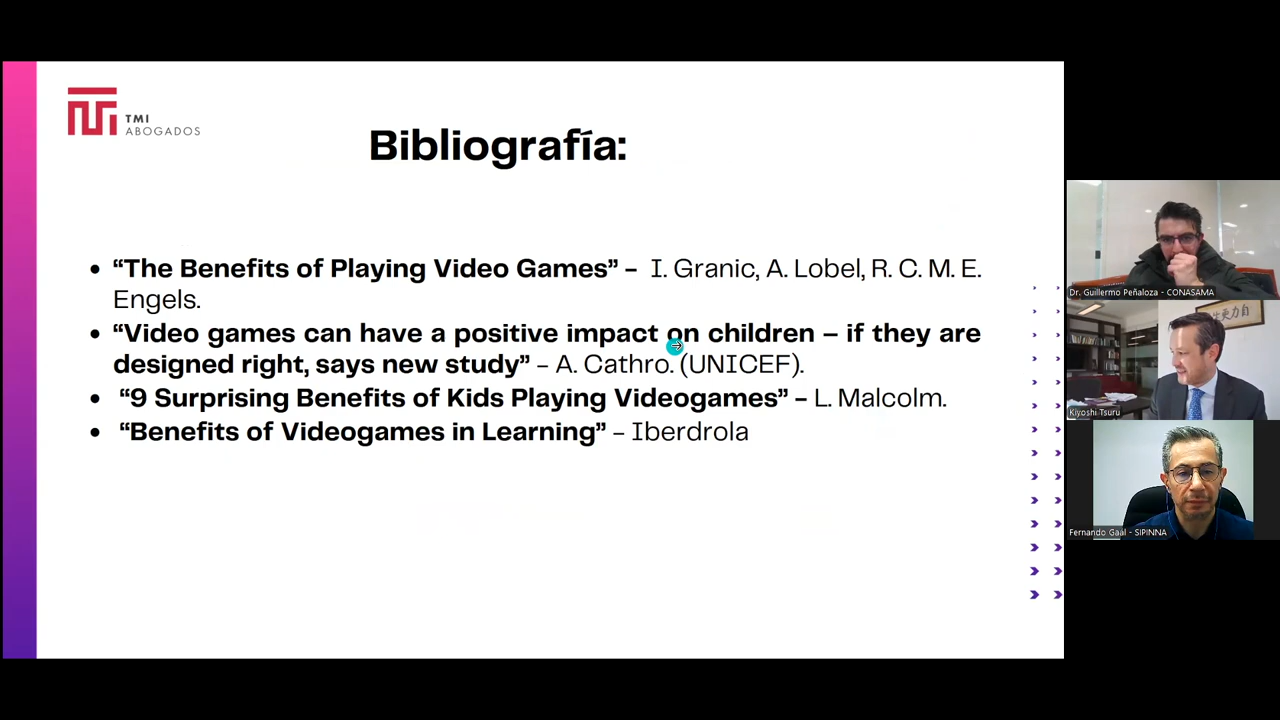 TMI
ABOGADOS
Bibliografía:
• “The Benefits of Playing Video Games” – I. Granic, A. Lobel, R. C. M. E.
Engels.
• “Video games can have a positive impact on children – if they are
designed right, says new study” – A. Cathro. (UNICEF).
• “9 Surprising Benefits of Kids Playing Videogames” – L. Malcolm.
• “Benefits of Videogames in Learning” – Iberdrola
Dr. Guillermo Peñaloza - CONASAMA
Kiyoshi Tsuru
Fernando Gaál - SIPINNA